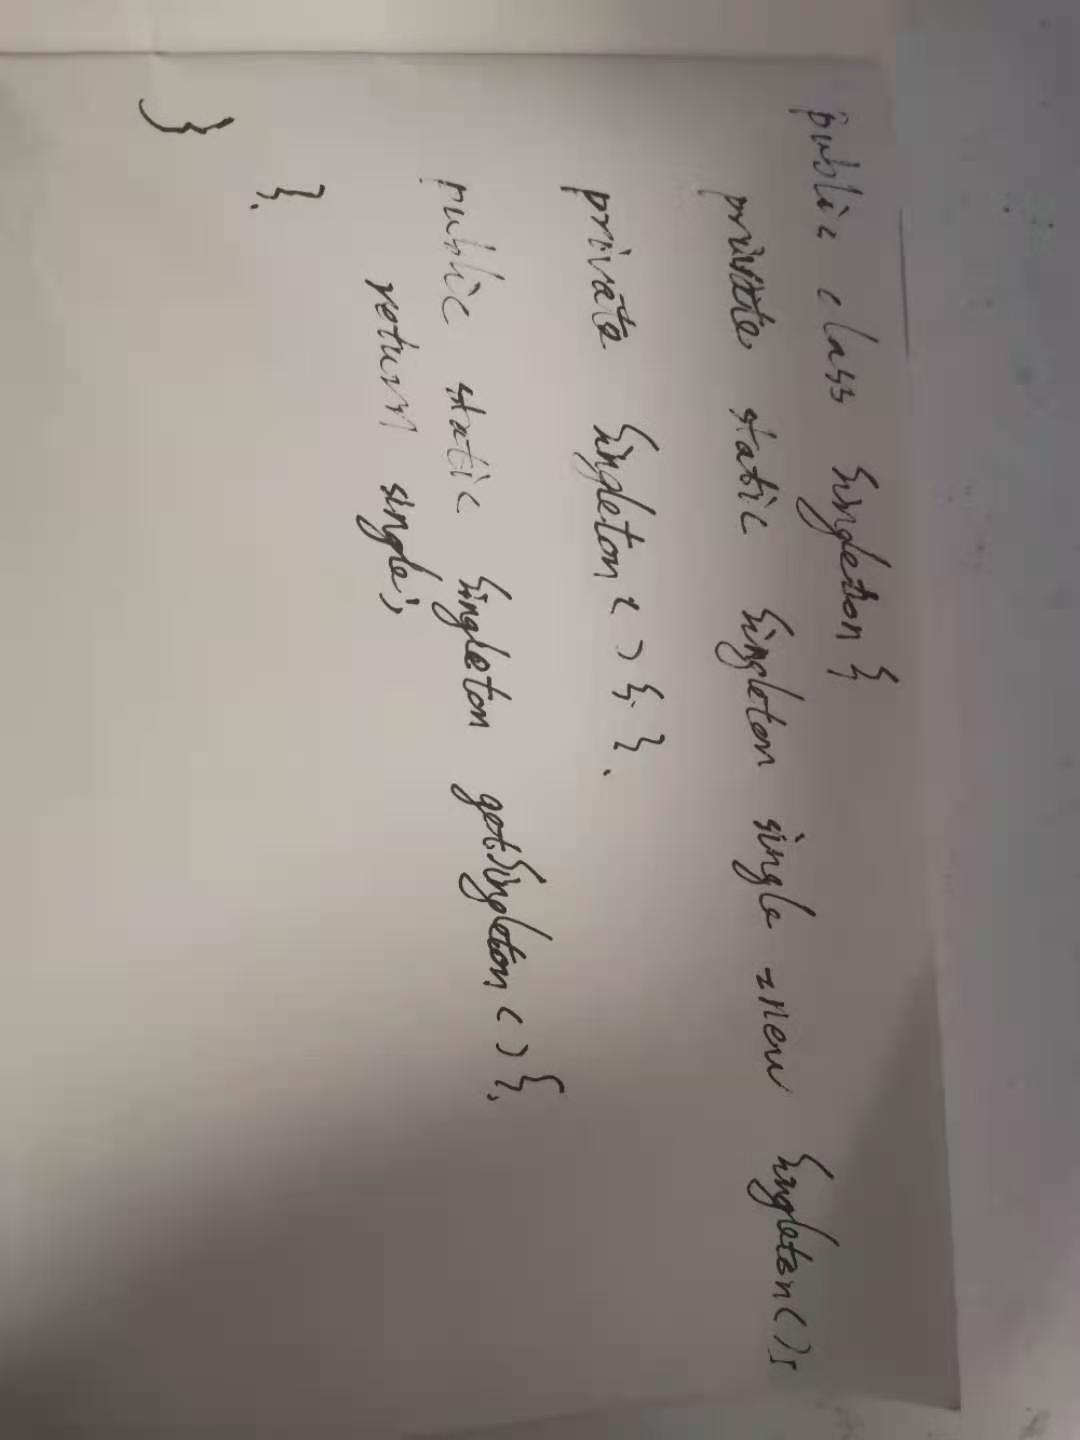 public class Singleton {
private static Singleton single = new Singleton();
private Singleton () { }.
public static Singleton getSingleton () {
return single;
}
}